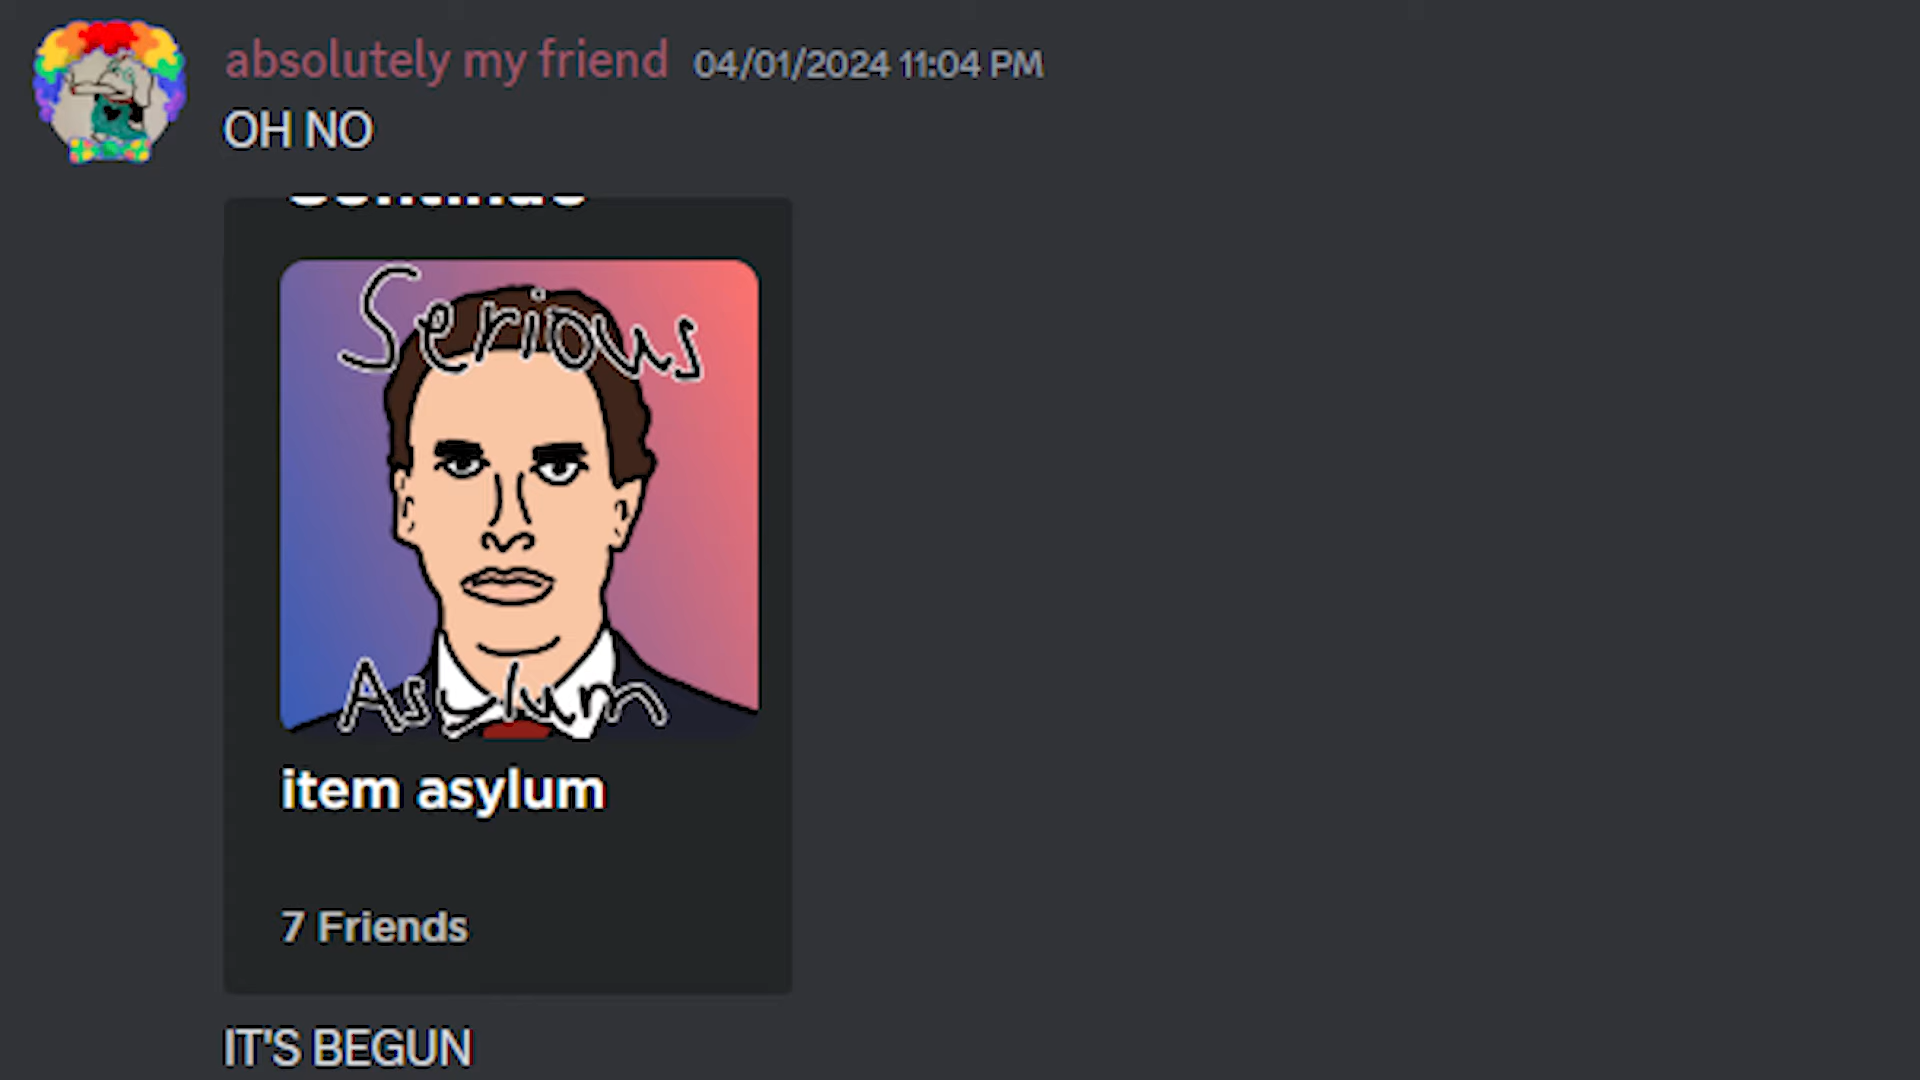 absolutely my friend 04/01/2024 11:04 PM
OH NO
Serious
Asylum
item asylum
7 Friends
IT'S BEGUN